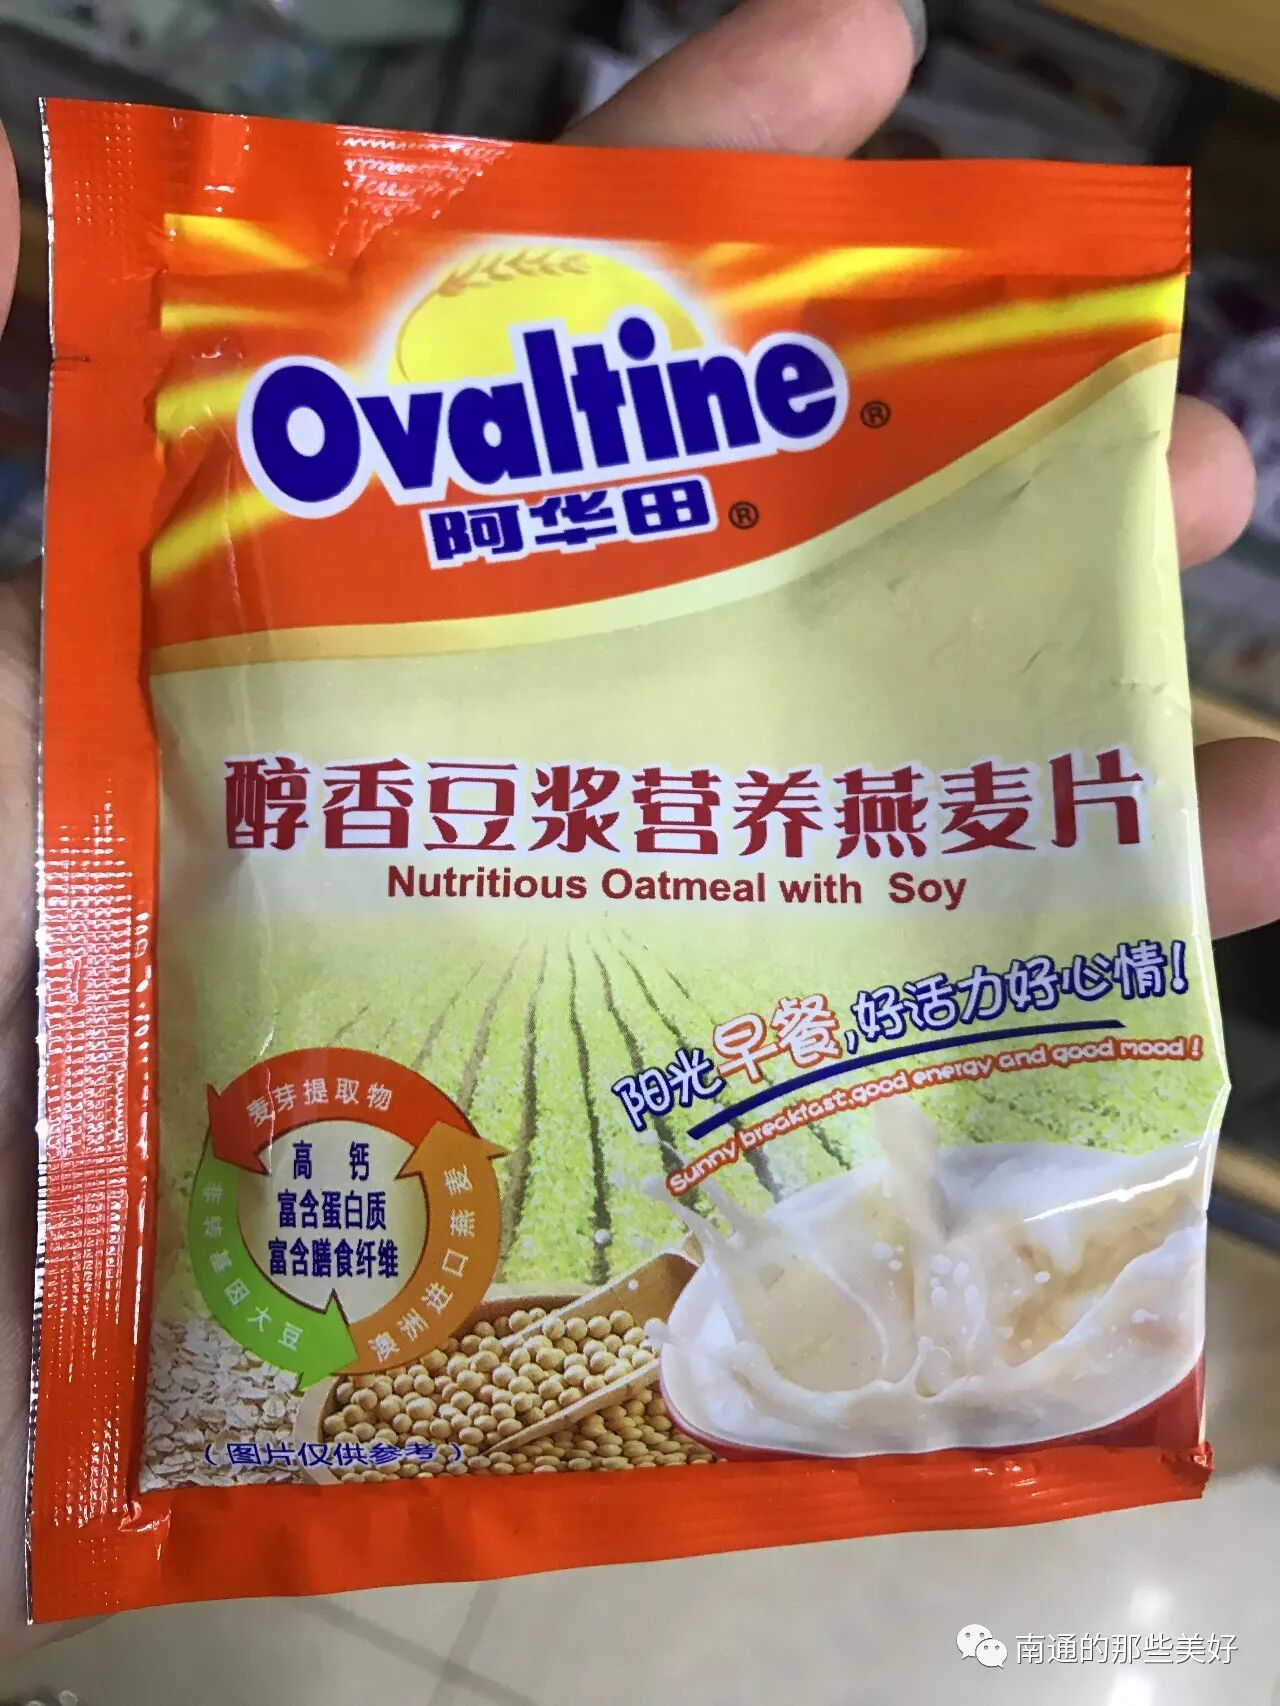 Ovaltine®
阿华田®
醇香豆浆营养燕麦片
Nutritious Oatmeal with Soy
阳光早餐,好活力好心情!
Sunny breakfast,good energy and good mood!
麦芽提取物
高 钙
富含蛋白质
富含膳食纤维
非转基因大豆
澳洲进口燕麦
(图片仅供参考)
南通的那些美好